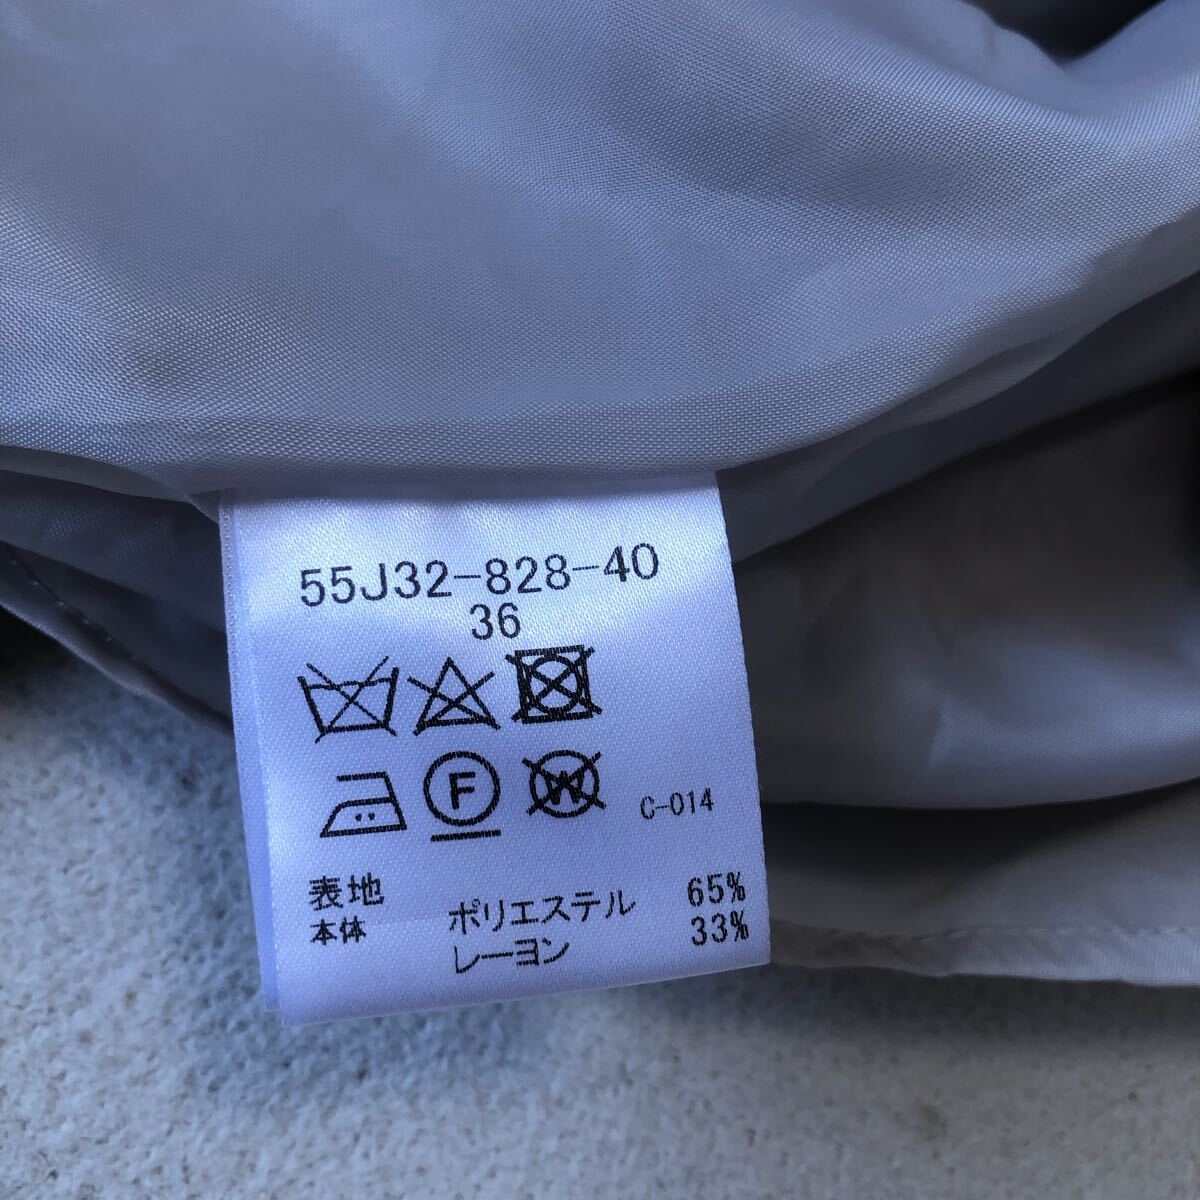 55J32-828-40
36
F W C-014
表地 ポリエステル 65%
本体 レーヨン 33%